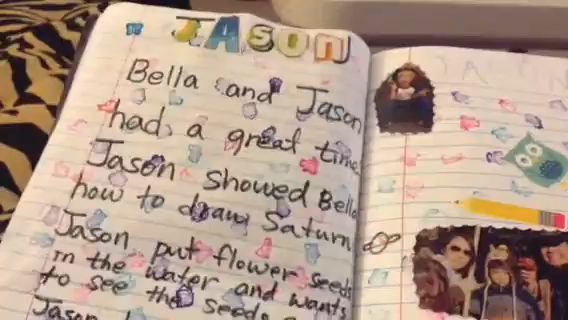 JASON
Bella and Jason
had a great time.
Jason showed Bella
how to draw Saturn
Jason put flower seeds
in the water and wants
to see the seeds
Jason